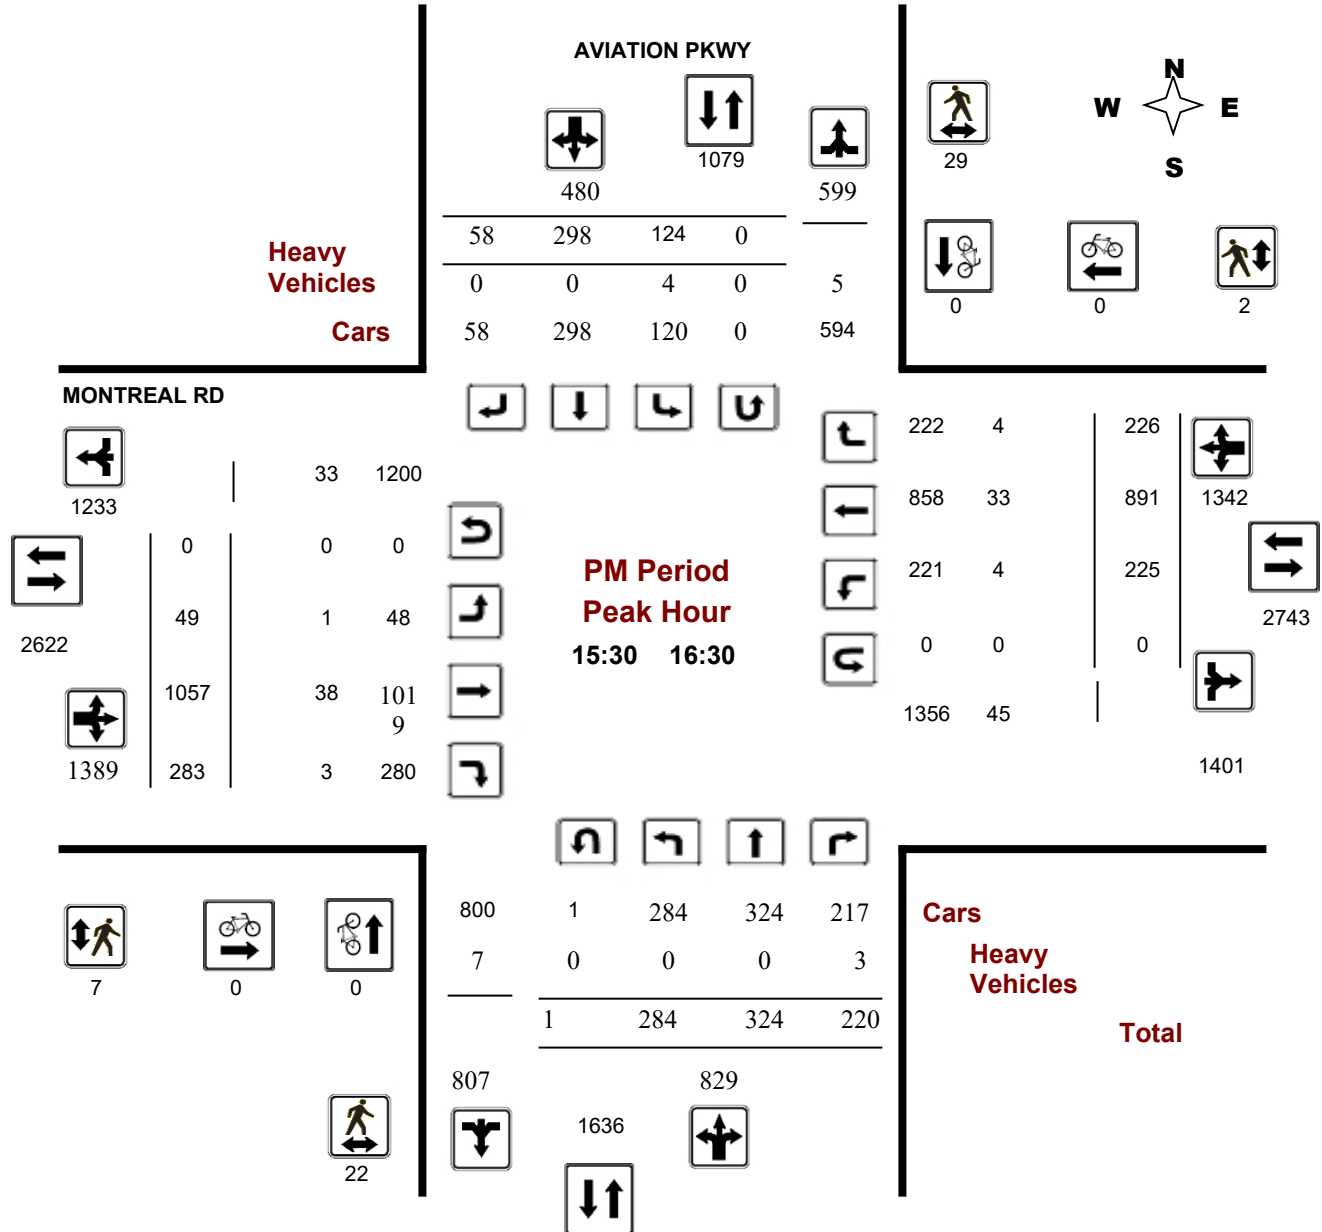 AVIATION PKWY
N
W E
S
1079
29
480 599
58 298 124 0
Heavy
Vehicles
0 0 4 0 5
0 0 2
Cars
58 298 120 0 594
MONTREAL RD
222 4 226
33 1200
1233
858 33 891 1342
0 0 0
PM Period
221 4 225
Peak Hour
49 1 48
2743
2622
15:30 16:30
0 0 0
1057 38 101
9
1356 45
1389 283 3 280
1401
800 1 284 324 217
Cars
7 0 0 0 3
Heavy
Vehicles
7 0 0
1 284 324 220
Total
807 829
1636
22